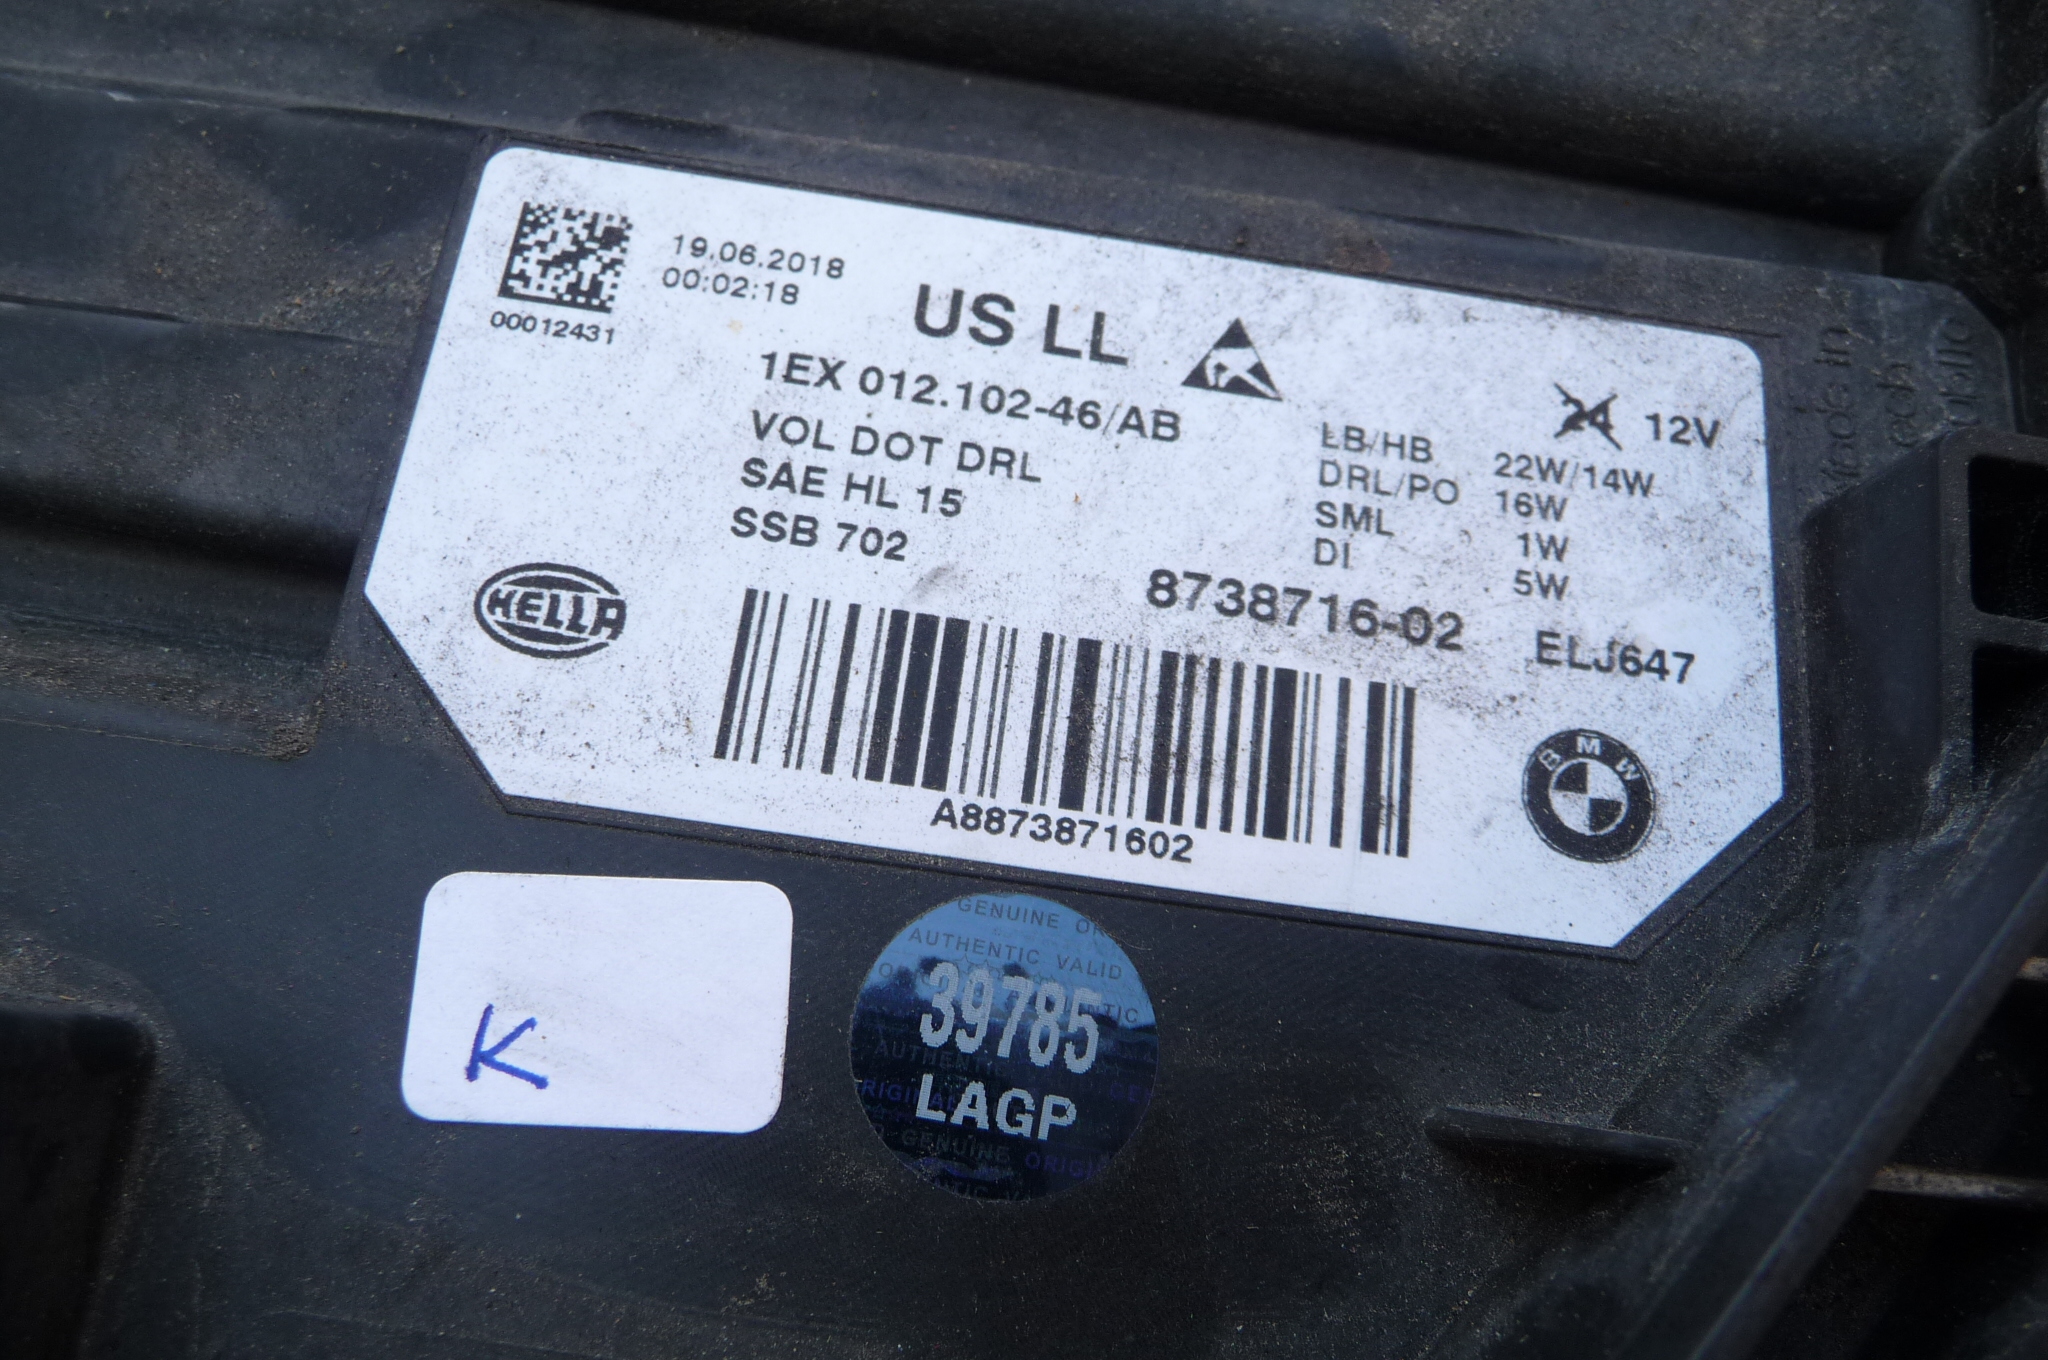 19.06.2018
00:02:18
00012431
US LL
1EX 012.102-46/AB
VOL DOT DRL
SAE HL 15
SSB 702
24 12V
LB/HB 22W/14W
DRL/PO 16W
SML 1W
DI 5W
8738716-02
ELJ647
HELLA
A8873871602
BMW
K
GENUINE
AUTHENTIC VALID
39785
LAGP
GENUINE